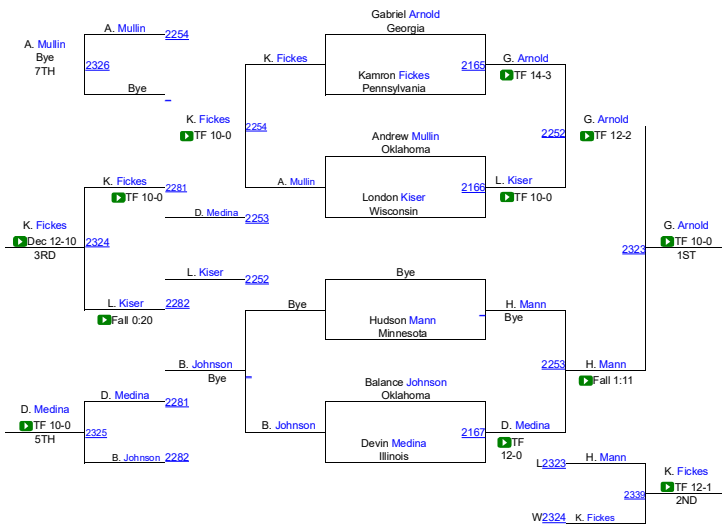 Gabriel Arnold
Georgia
A. Mullin
2254
A. Mullin
Bye
7TH
2326
K. Fickes
2165
G. Arnold
TF 14-3
Kamron Fickes
Pennsylvania
Bye
K. Fickes
TF 10-0
2254
G. Arnold
TF 12-2
Andrew Mullin
Oklahoma
2252
K. Fickes
2281
TF 10-0
A. Mullin
2166
L. Kiser
TF 10-0
London Kiser
Wisconsin
D. Medina
2253
K. Fickes
Dec 12-10
3RD
2324
G. Arnold
TF 10-0
1ST
2323
L. Kiser
2252
Bye
L. Kiser
2282
Fall 0:20
Bye
H. Mann
Bye
Hudson Mann
Minnesota
B. Johnson
Bye
2253
H. Mann
Fall 1:11
Balance Johnson
Oklahoma
D. Medina
2281
D. Medina
TF 10-0
5TH
2325
B. Johnson
2167
D. Medina
TF
12-0
Devin Medina
Illinois
B. Johnson
2282
L2323
H. Mann
K. Fickes
TF 12-1
2ND
2339
W2324
K. Fickes